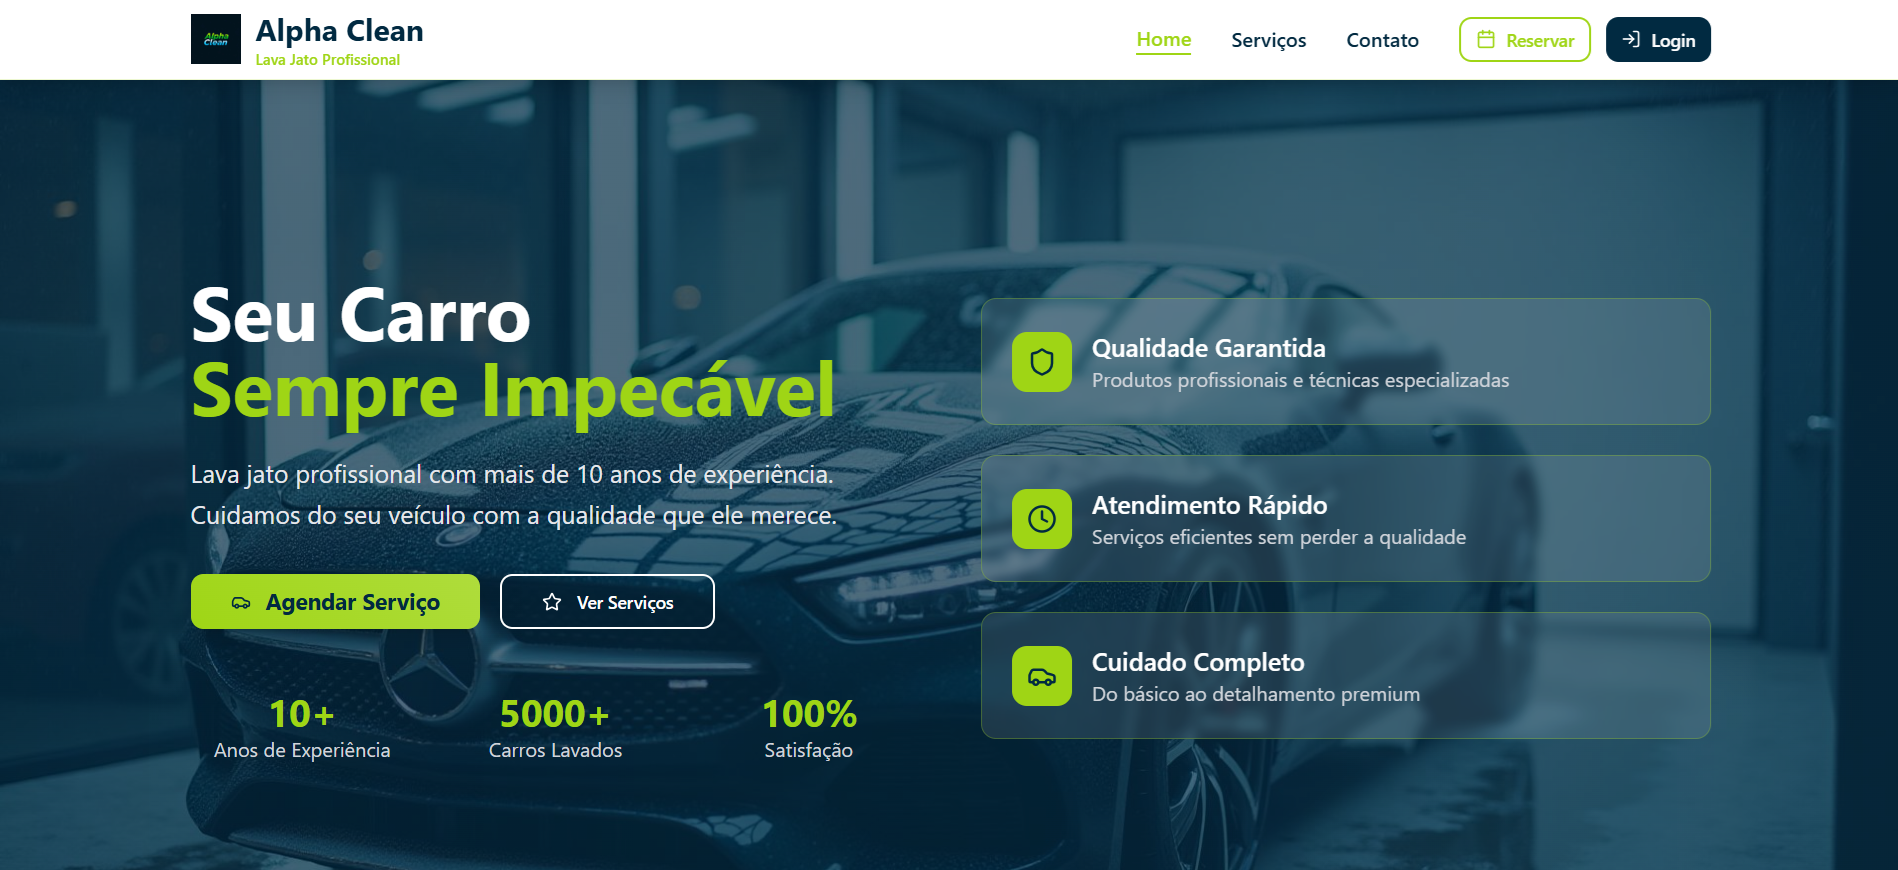 Alpha
Clean
Alpha Clean
Lava Jato Profissional
Home
Serviços
Contato
Reservar
Login
Seu Carro
Sempre Impecável
Lava jato profissional com mais de 10 anos de experiência.
Cuidamos do seu veículo com a qualidade que ele merece.
Agendar Serviço
Ver Serviços
10+
Anos de Experiência
5000+
Carros Lavados
100%
Satisfação
Qualidade Garantida
Produtos profissionais e técnicas especializadas
Atendimento Rápido
Serviços eficientes sem perder a qualidade
Cuidado Completo
Do básico ao detalhamento premium